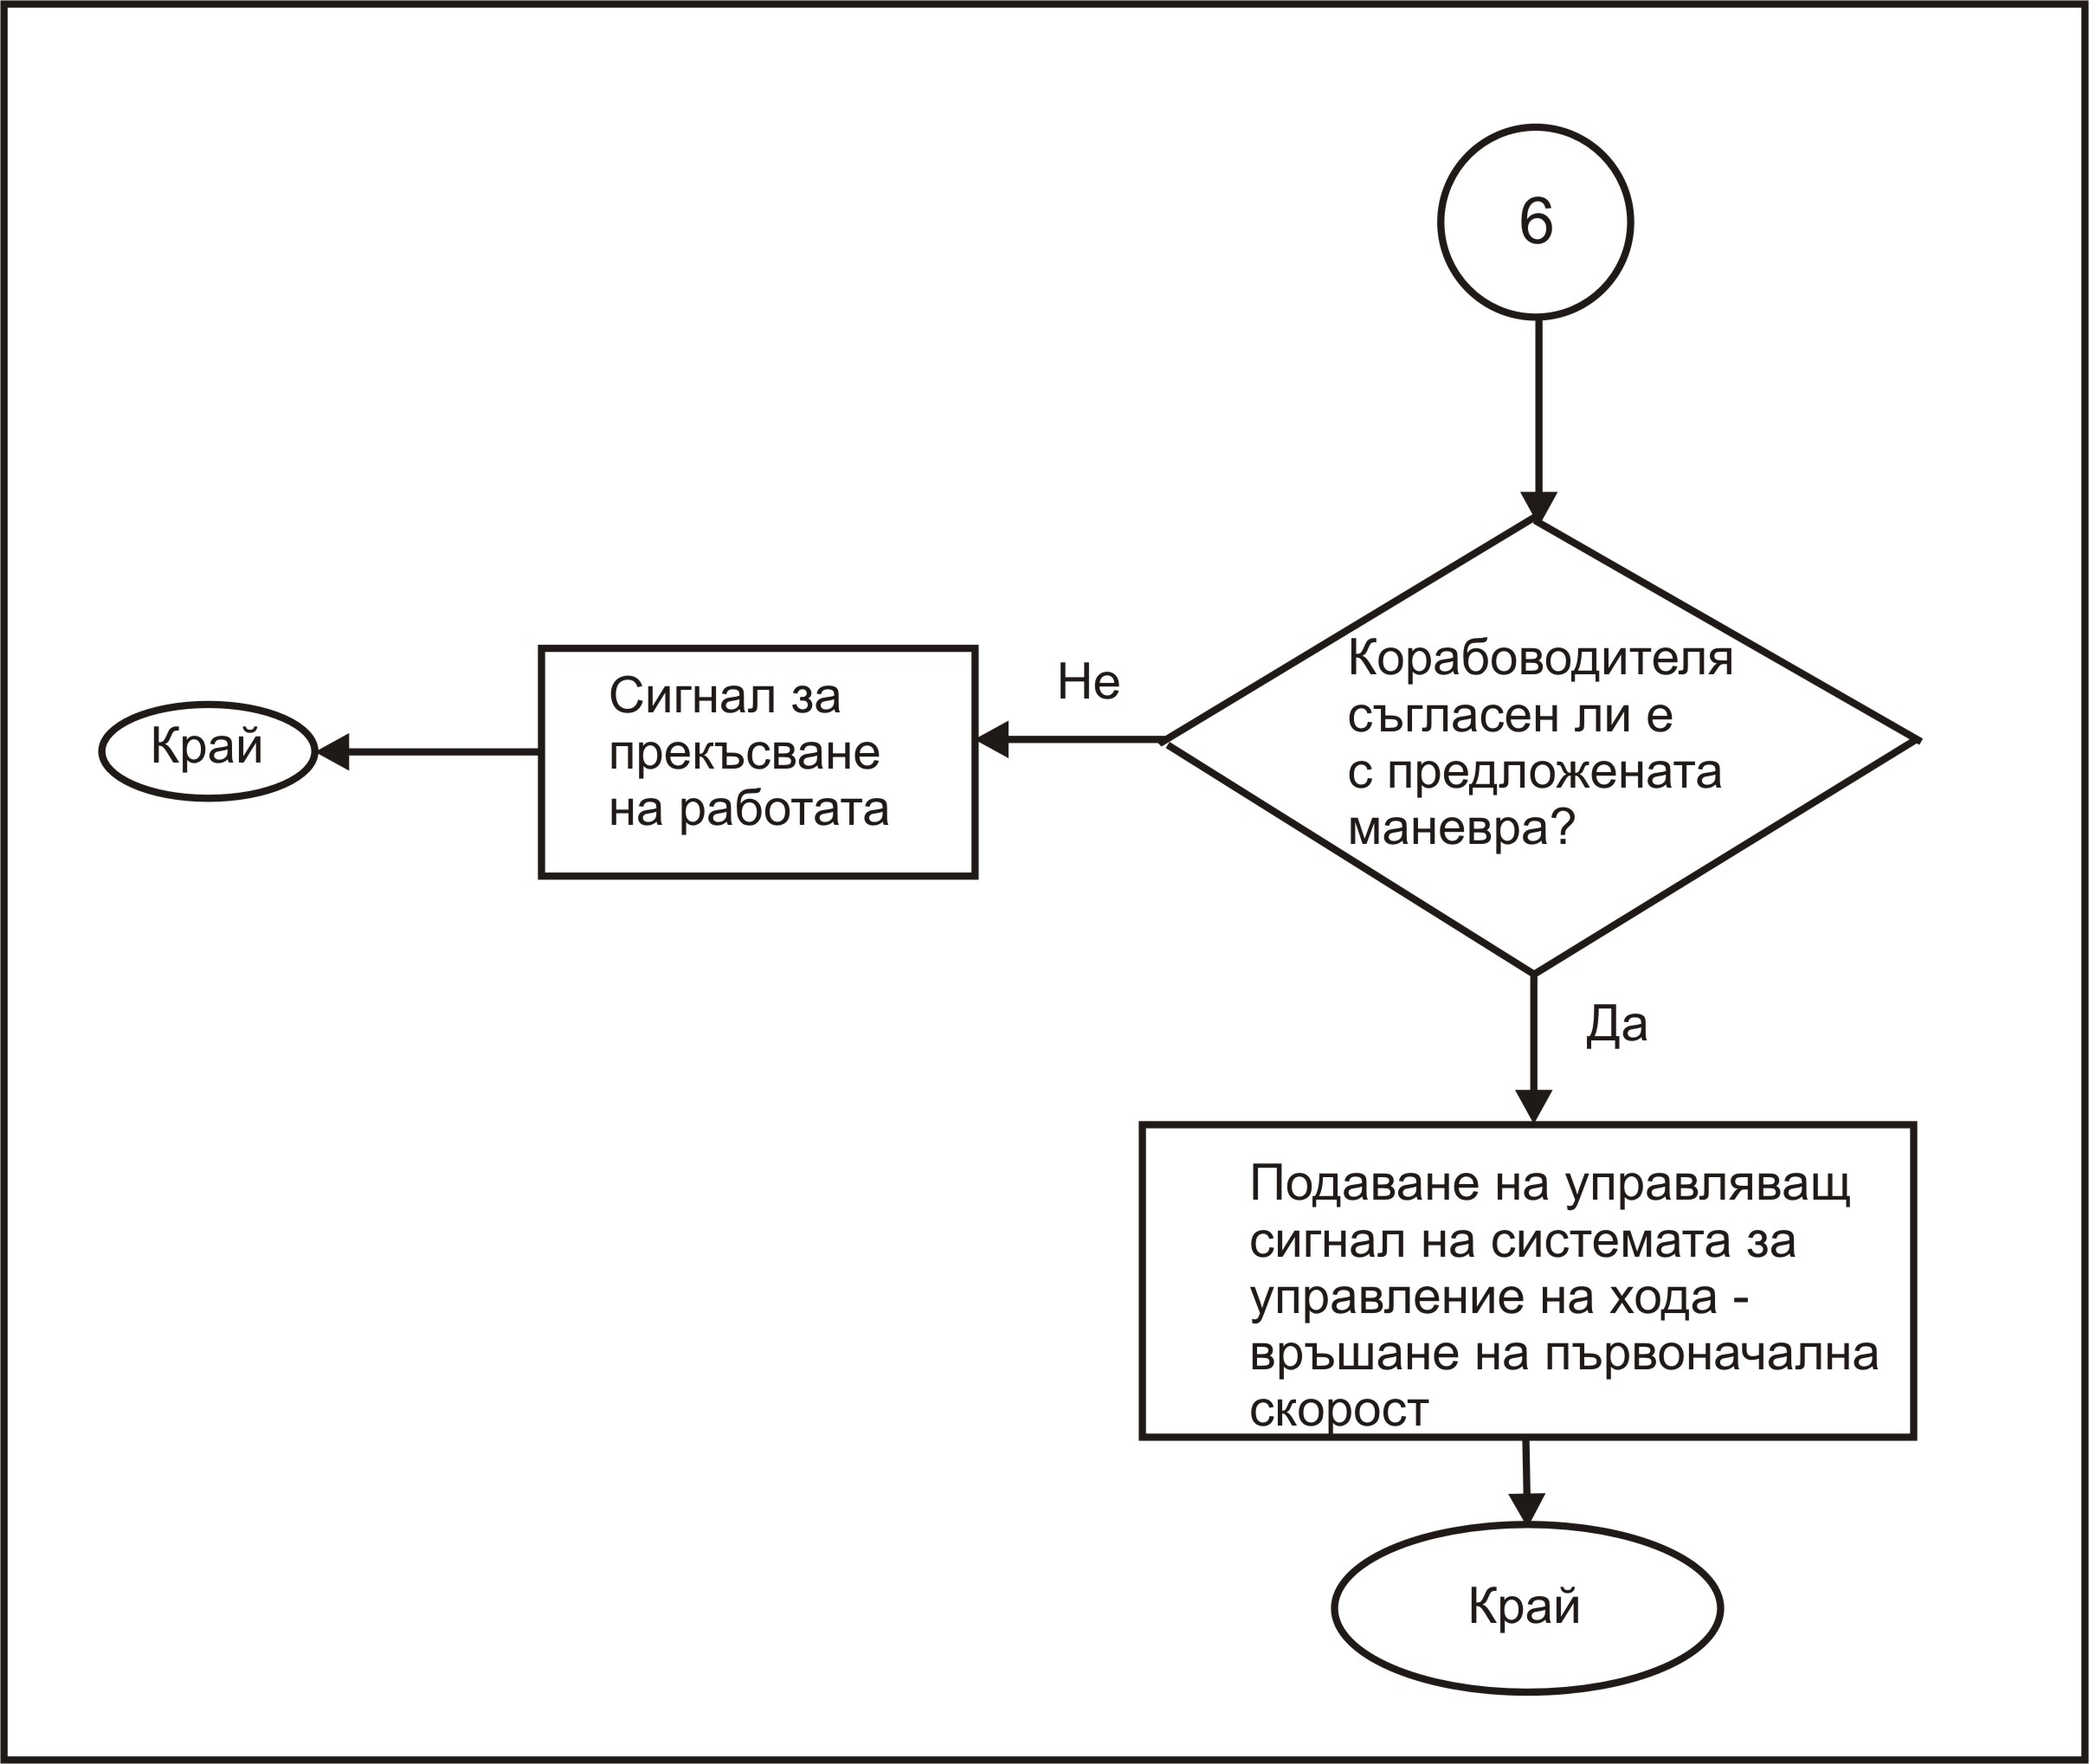 6
Корабоводителя
съгласен ли е
с предложената
маневра?
Не
Сигнал за
прекъсване
на работата
Край
Да
Подаване на управляващ
сигнал на системата за
управление на хода -
връшане на първоначална
скорост
Край